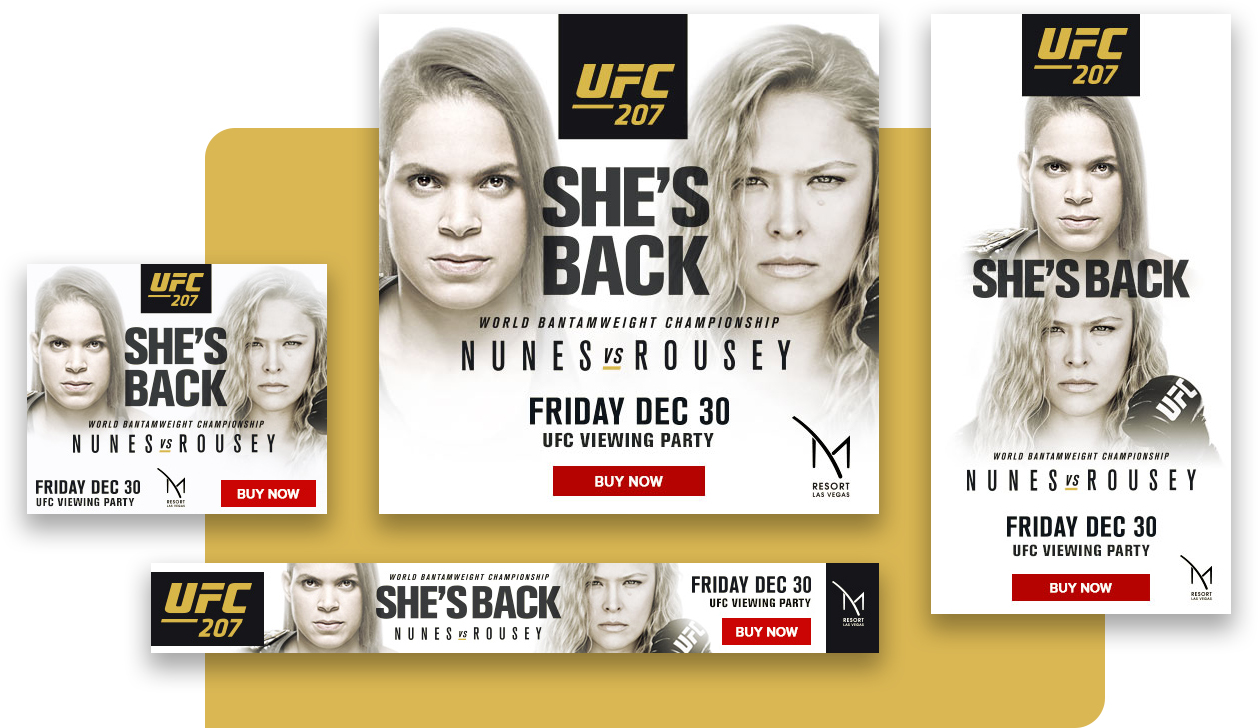 UFC
207
SHE'S
BACK
WORLD BANTAMWEIGHT CHAMPIONSHIP
NUNES VS ROUSEY
FRIDAY DEC 30
UFC VIEWING PARTY
M
RESORT
LAS VEGAS
BUY NOW
UFC
207
SHE'S
BACK
WORLD BANTAMWEIGHT CHAMPIONSHIP
NUNES VS ROUSEY
FRIDAY DEC 30
UFC VIEWING PARTY
BUY NOW
M
RESORT
LAS VEGAS
UFC
207
SHE'S BACK
UFC
WORLD BANTAMWEIGHT CHAMPIONSHIP
NUNES VS ROUSEY
FRIDAY DEC 30
UFC VIEWING PARTY
BUY NOW
M
RESORT
LAS VEGAS
UFC
207
WORLD BANTAMWEIGHT CHAMPIONSHIP
SHE'S BACK
NUNES VS ROUSEY
UFC
FRIDAY DEC 30
UFC VIEWING PARTY
BUY NOW
M
RESORT
LAS VEGAS